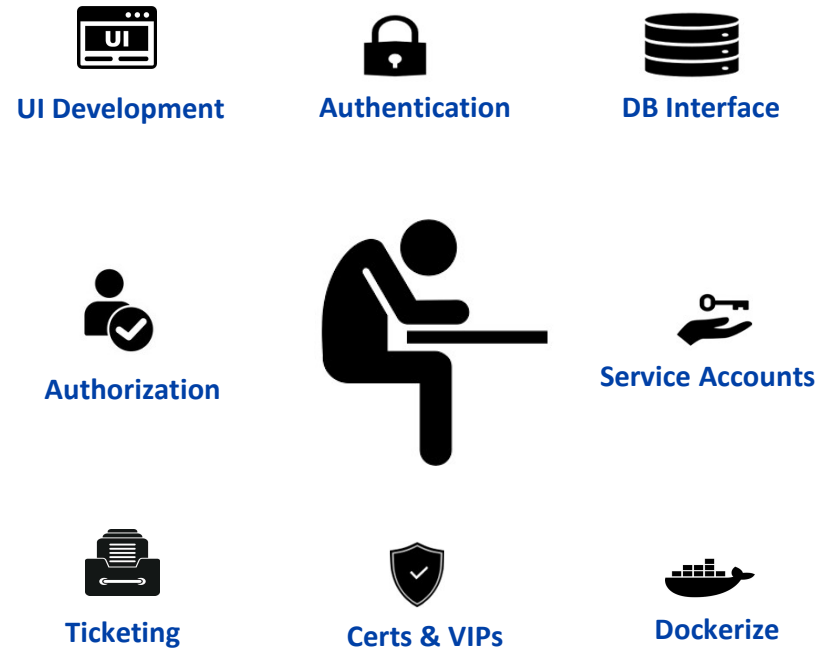 UI
UI Development
Authentication
DB Interface
Authorization
Service Accounts
Ticketing
Certs & VIPs
Dockerize